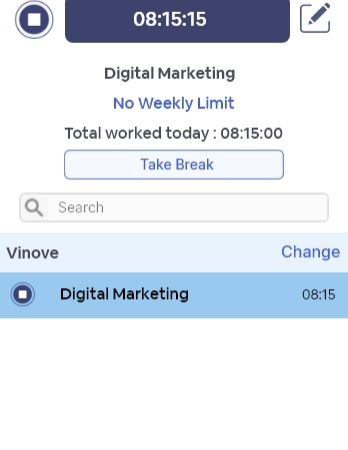 08:15:15
Digital Marketing
No Weekly Limit
Total worked today : 08:15:00
Take Break
Search
Vinove Change
Digital Marketing 08:15